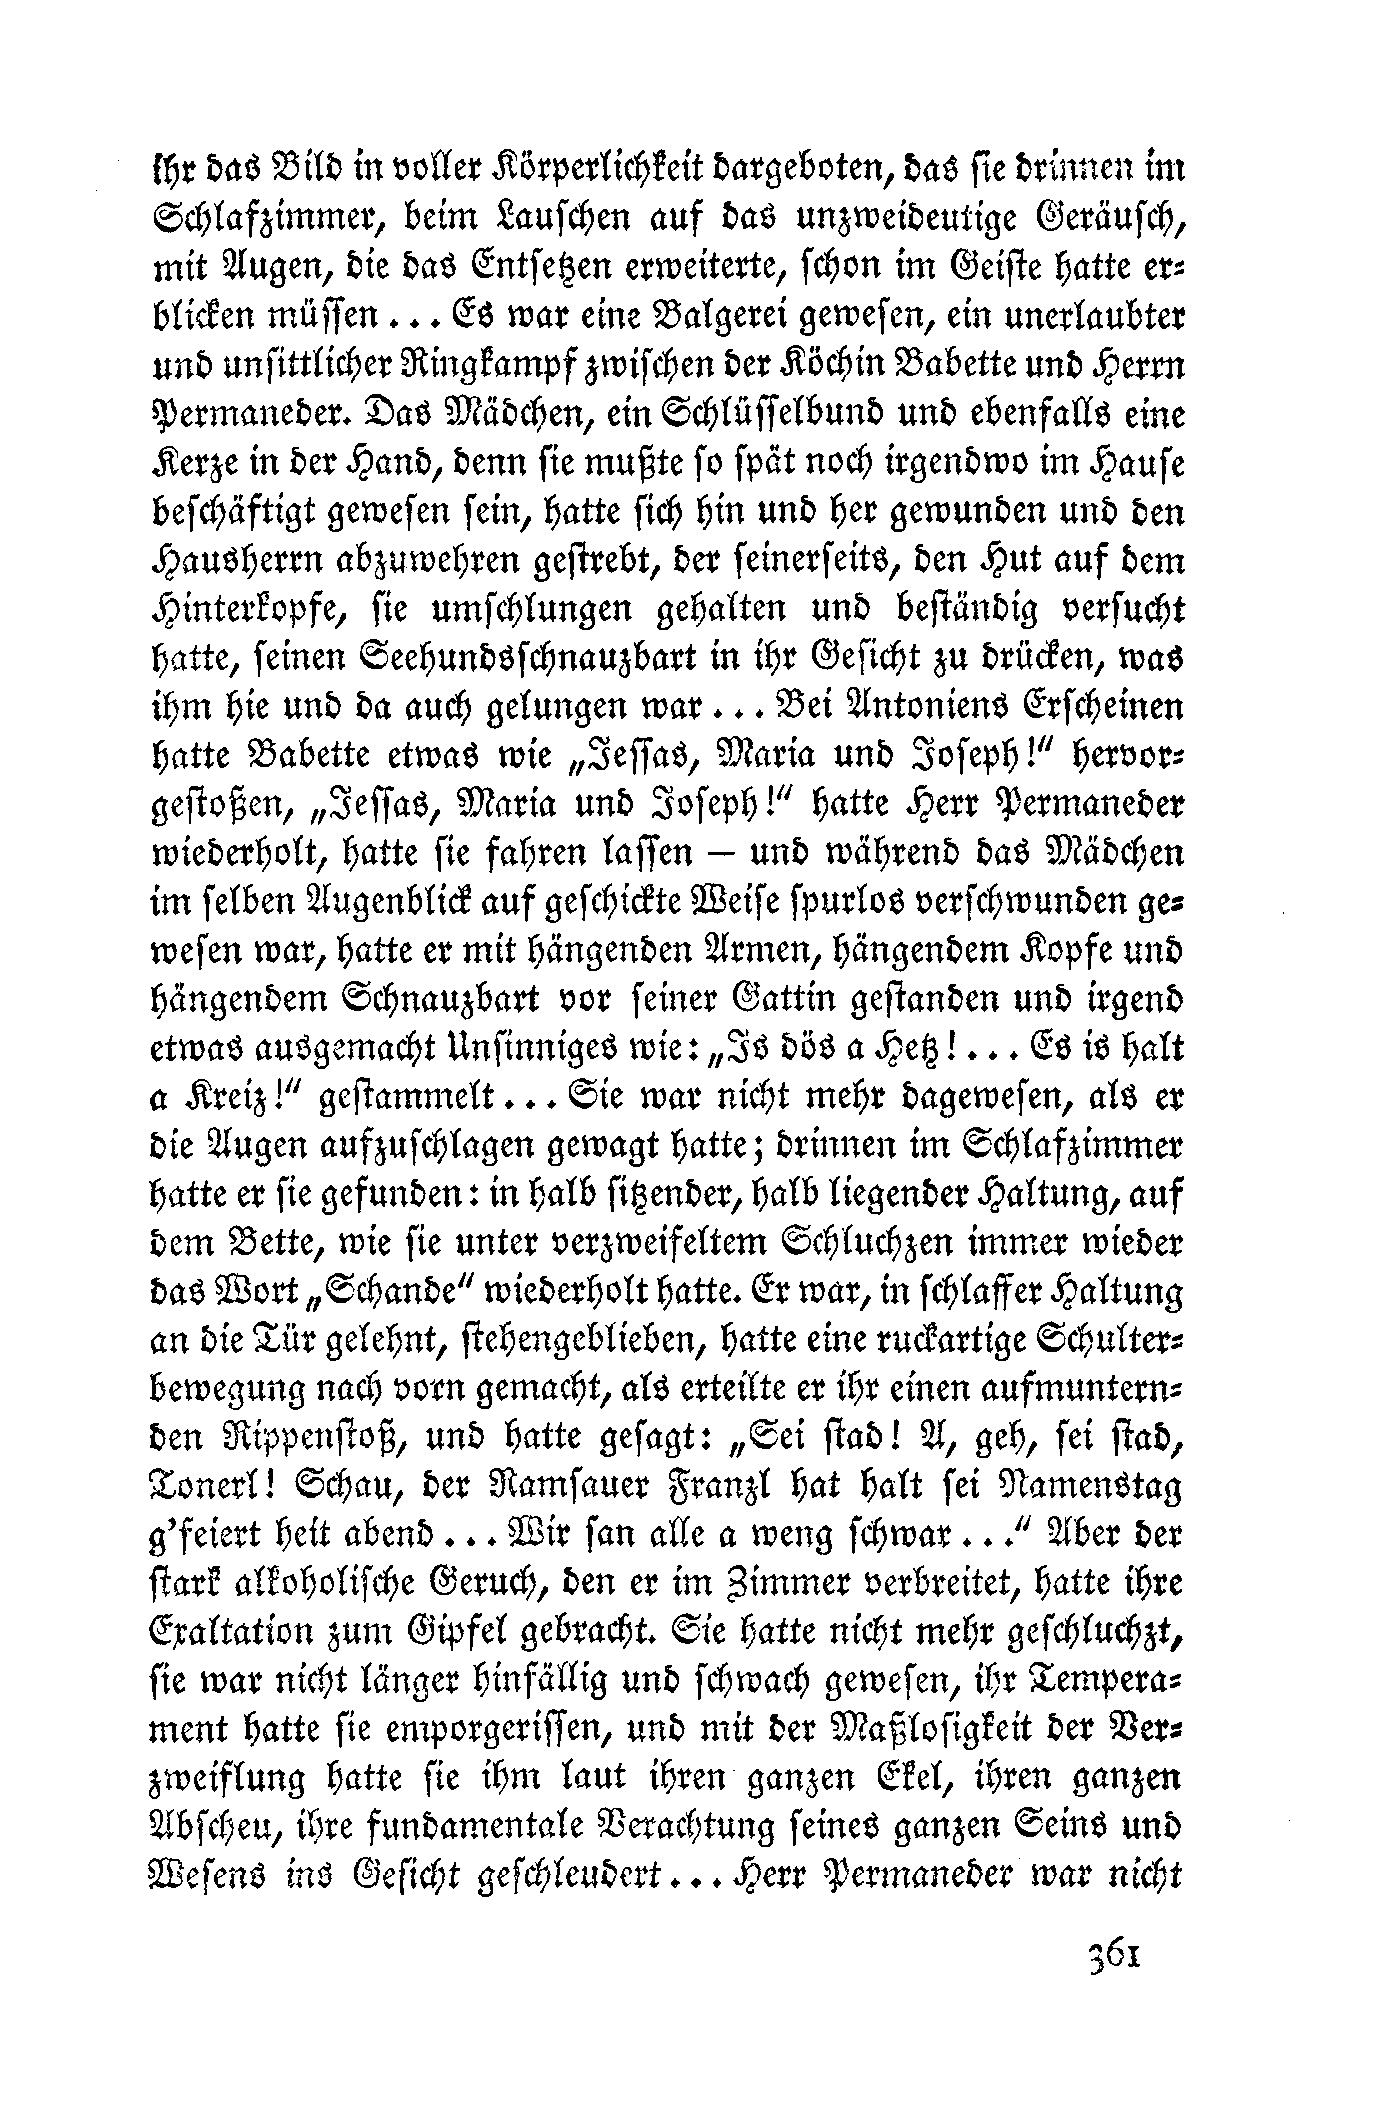 ihr das Bild in voller Körperlichkeit dargeboten, das sie drinnen im
Schlafzimmer, beim Lauschen auf das unzweideutige Geräusch,
mit Augen, die das Entsetzen erweiterte, schon im Geiste hatte er-
blicken müssen... Es war eine Balgerei gewesen, ein unerlaubter
und unsittlicher Ringkampf zwischen der Köchin Babette und Herrn
Permaneder. Das Mädchen, ein Schlüsselbund und ebenfalls eine
Kerze in der Hand, denn sie mußte so spät noch irgendwo im Hause
beschäftigt gewesen sein, hatte sich hin und her gewunden und den
Hausherrn abzuwehren gestrebt, der seinerseits, den Hut auf dem
Hinterkopfe, sie umschlungen gehalten und beständig versucht
hatte, seinen Seehundsschnauzbart in ihr Gesicht zu drücken, was
ihm hie und da auch gelungen war... Bei Antoniens Erscheinen
hatte Babette etwas wie „Jessas, Maria und Joseph!“ hervor-
gestoßen, „Jessas, Maria und Joseph!“ hatte Herr Permaneder
wiederholt, hatte sie fahren lassen — und während das Mädchen
im selben Augenblick auf geschickte Weise spurlos verschwunden ge-
wesen war, hatte er mit hängenden Armen, hängendem Kopfe und
hängendem Schnauzbart vor seiner Gattin gestanden und irgend
etwas ausgemacht Unsinniges wie: „Is dös a Hetz!... Es is halt
a Kreiz!“ gestammelt... Sie war nicht mehr dagewesen, als er
die Augen aufzuschlagen gewagt hatte; drinnen im Schlafzimmer
hatte er sie gefunden: in halb sitzender, halb liegender Haltung, auf
dem Bette, wie sie unter verzweifeltem Schluchzen immer wieder
das Wort „Schande“ wiederholt hatte. Er war, in schlaffer Haltung
an die Tür gelehnt, stehengeblieben, hatte eine ruckartige Schulter-
bewegung nach vorn gemacht, als erteilte er ihr einen aufmuntern-
den Rippenstoß, und hatte gesagt: „Sei stad! A, geh, sei stad,
Tonerl! Schau, der Ramsauer Franzl hat halt sei Namenstag
g’feiert heit abend... Wir san alle a weng schwar...“ Aber der
stark alkoholische Geruch, den er im Zimmer verbreitet, hatte ihre
Exaltation zum Gipfel gebracht. Sie hatte nicht mehr geschluchzt,
sie war nicht länger hinfällig und schwach gewesen, ihr Tempera-
ment hatte sie emporgerissen, und mit der Maßlosigkeit der Ver-
zweiflung hatte sie ihm laut ihren ganzen Ekel, ihren ganzen
Abscheu, ihre fundamentale Verachtung seines ganzen Seins und
Wesens ins Gesicht geschleudert... Herr Permaneder war nicht
361